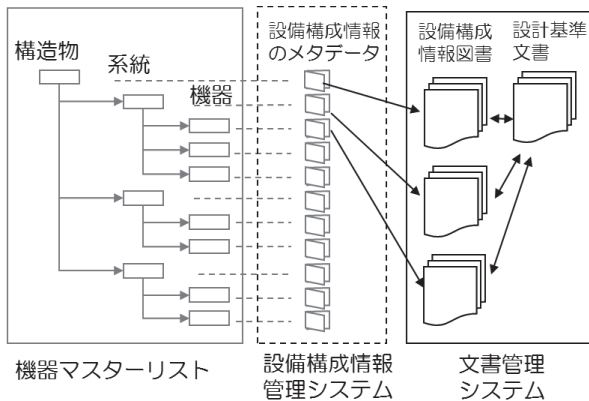 構造物
系統
機器
設備構成情報
のメタデータ
設備構成
情報図書
設計基準
文書
機器マスターリスト
設備構成情報
管理システム
文書管理
システム